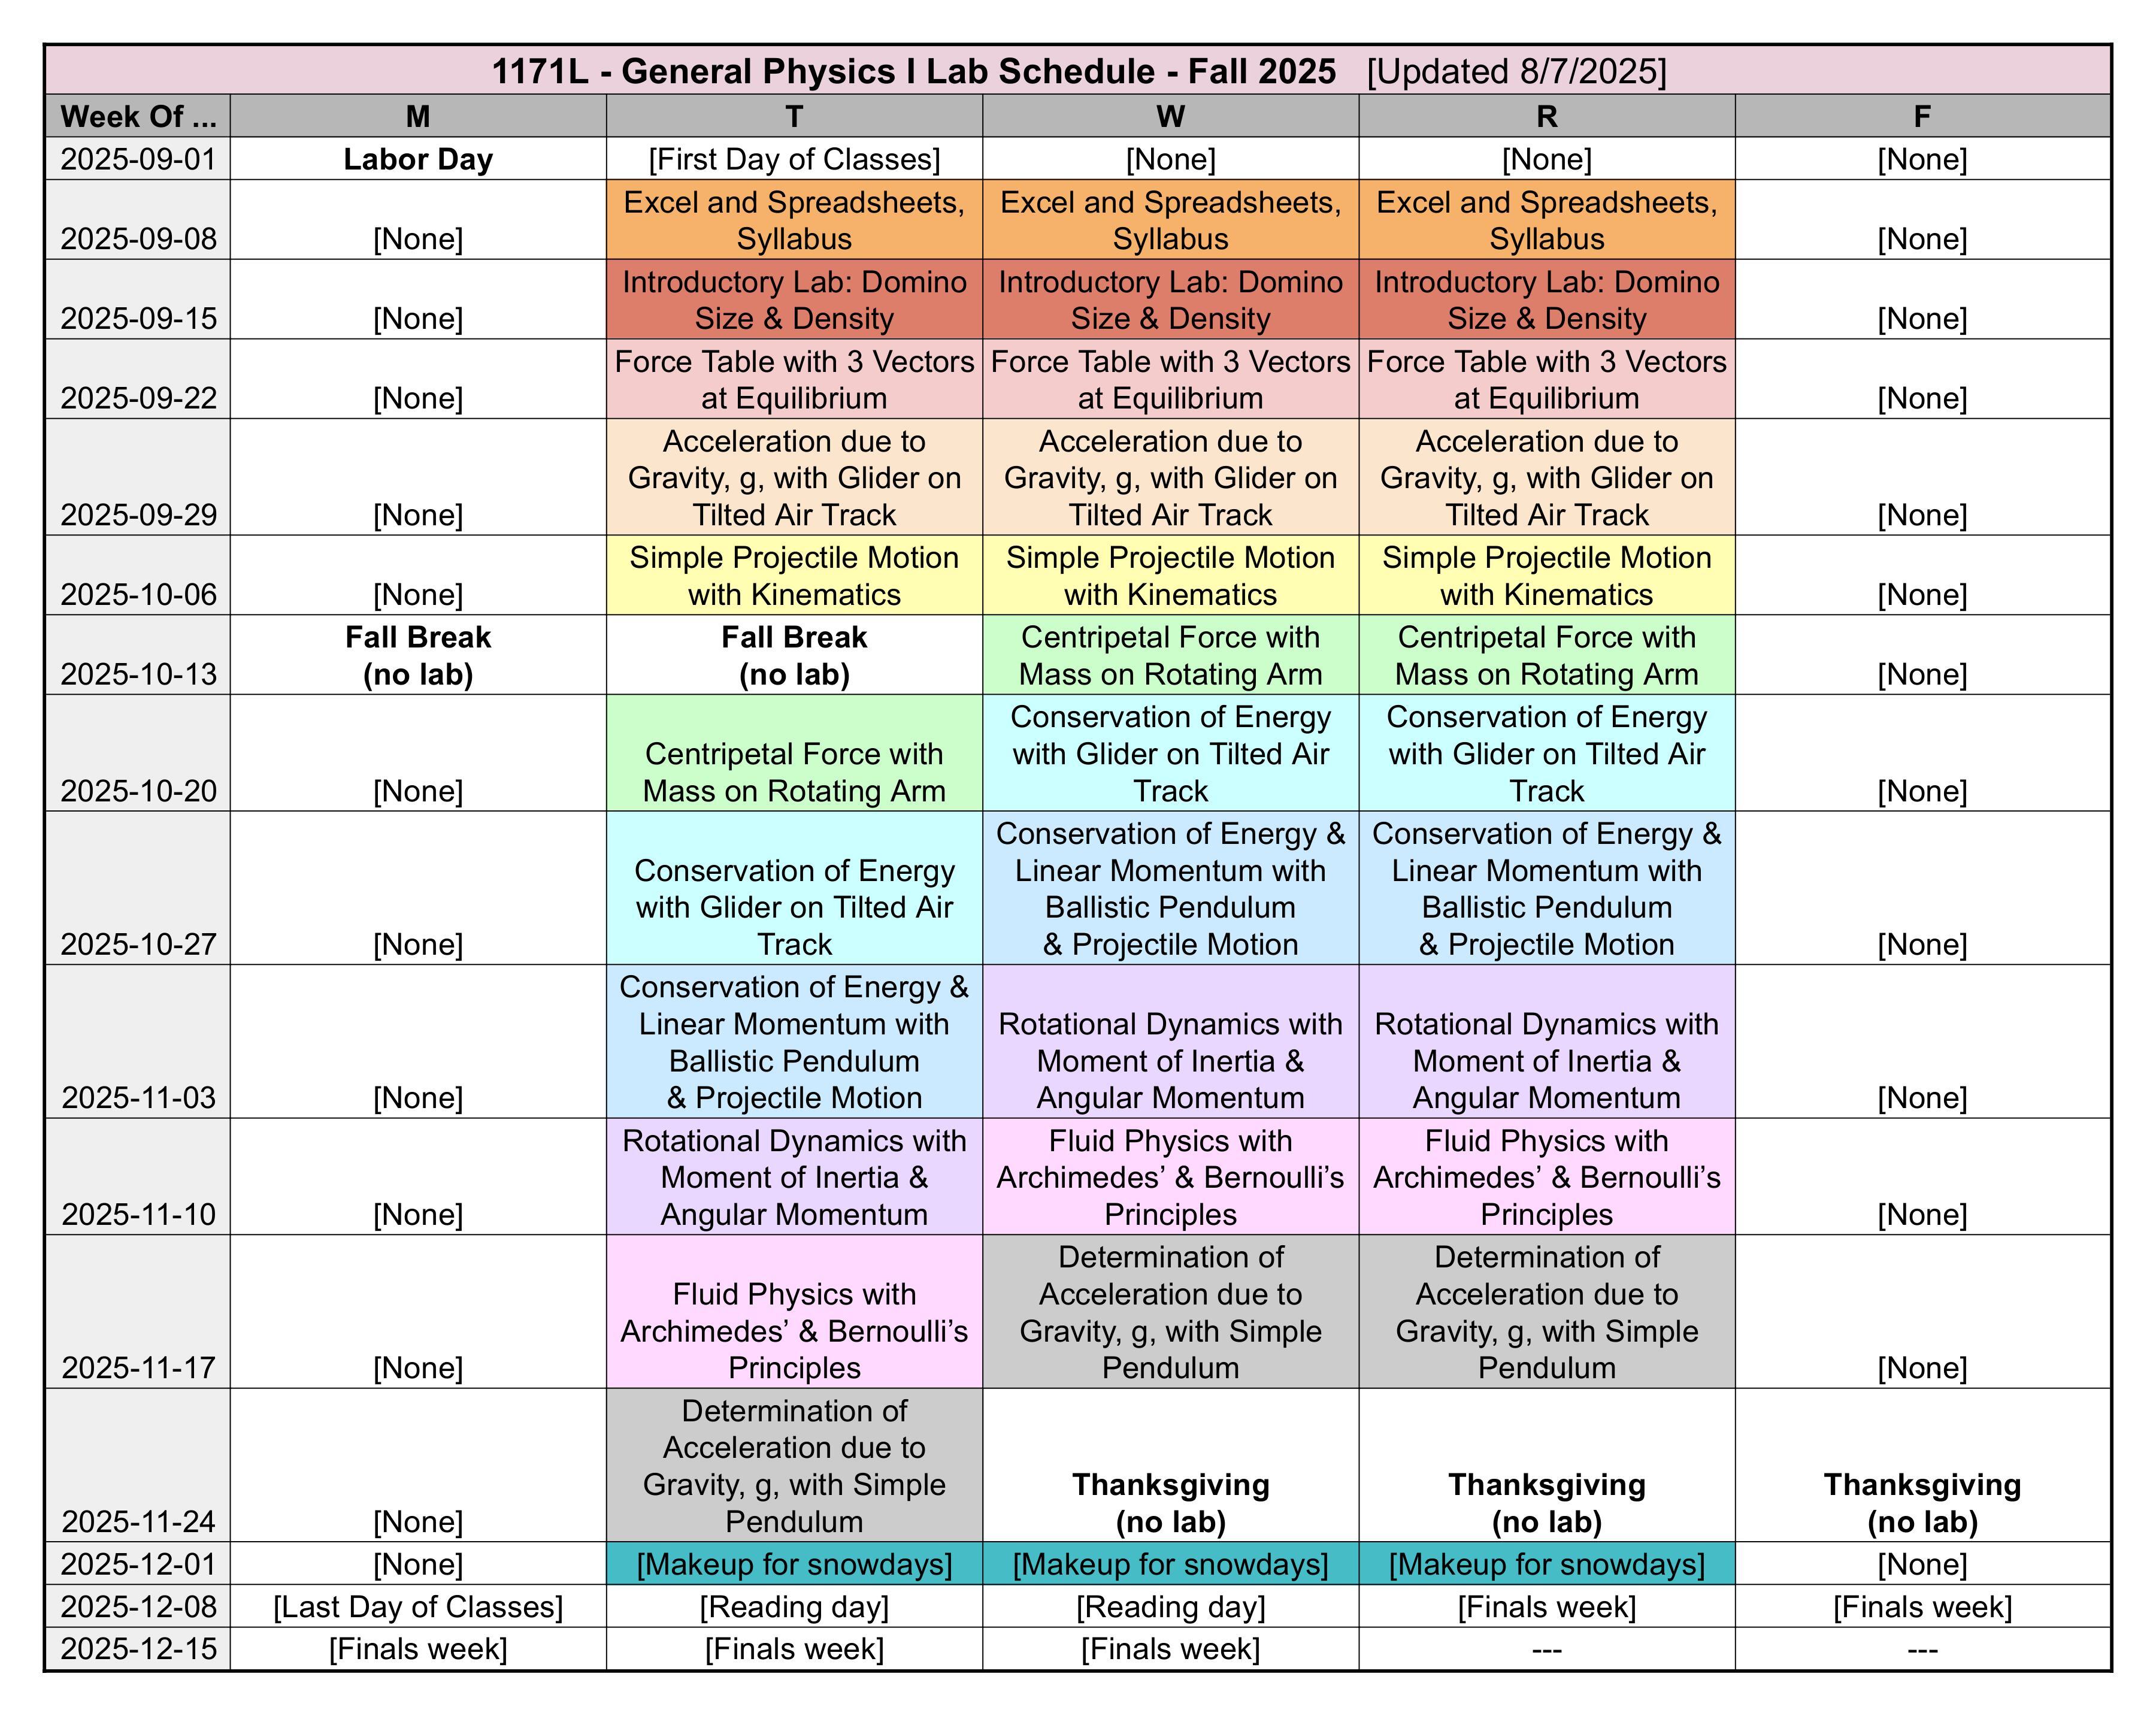 1171L - General Physics I Lab Schedule - Fall 2025 [Updated 8/7/2025]
Week Of ... M T W R F
2025-09-01 Labor Day [First Day of Classes] [None] [None] [None]
2025-09-08 [None] Excel and Spreadsheets, Syllabus Excel and Spreadsheets, Syllabus Excel and Spreadsheets, Syllabus [None]
2025-09-15 [None] Introductory Lab: Domino Size & Density Introductory Lab: Domino Size & Density Introductory Lab: Domino Size & Density [None]
2025-09-22 [None] Force Table with 3 Vectors at Equilibrium Force Table with 3 Vectors at Equilibrium Force Table with 3 Vectors at Equilibrium [None]
2025-09-29 [None] Acceleration due to Gravity, g, with Glider on Tilted Air Track Acceleration due to Gravity, g, with Glider on Tilted Air Track Acceleration due to Gravity, g, with Glider on Tilted Air Track [None]
2025-10-06 [None] Simple Projectile Motion with Kinematics Simple Projectile Motion with Kinematics Simple Projectile Motion with Kinematics [None]
2025-10-13 Fall Break (no lab) Fall Break (no lab) Centripetal Force with Mass on Rotating Arm Centripetal Force with Mass on Rotating Arm [None]
2025-10-20 [None] Centripetal Force with Mass on Rotating Arm Conservation of Energy with Glider on Tilted Air Track Conservation of Energy with Glider on Tilted Air Track [None]
2025-10-27 [None] Conservation of Energy with Glider on Tilted Air Track Conservation of Energy & Linear Momentum with Ballistic Pendulum & Projectile Motion Conservation of Energy & Linear Momentum with Ballistic Pendulum & Projectile Motion [None]
2025-11-03 [None] Conservation of Energy & Linear Momentum with Ballistic Pendulum & Projectile Motion Rotational Dynamics with Moment of Inertia & Angular Momentum Rotational Dynamics with Moment of Inertia & Angular Momentum [None]
2025-11-10 [None] Rotational Dynamics with Moment of Inertia & Angular Momentum Fluid Physics with Archimedes’ & Bernoulli’s Principles Fluid Physics with Archimedes’ & Bernoulli’s Principles [None]
2025-11-17 [None] Fluid Physics with Archimedes’ & Bernoulli’s Principles Determination of Acceleration due to Gravity, g, with Simple Pendulum Determination of Acceleration due to Gravity, g, with Simple Pendulum [None]
2025-11-24 [None] Determination of Acceleration due to Gravity, g, with Simple Pendulum Thanksgiving (no lab) Thanksgiving (no lab) Thanksgiving (no lab)
2025-12-01 [None] [Makeup for snowdays] [Makeup for snowdays] [Makeup for snowdays] [None]
2025-12-08 [Last Day of Classes] [Reading day] [Reading day] [Finals week] [Finals week]
2025-12-15 [Finals week] [Finals week] [Finals week] --- ---